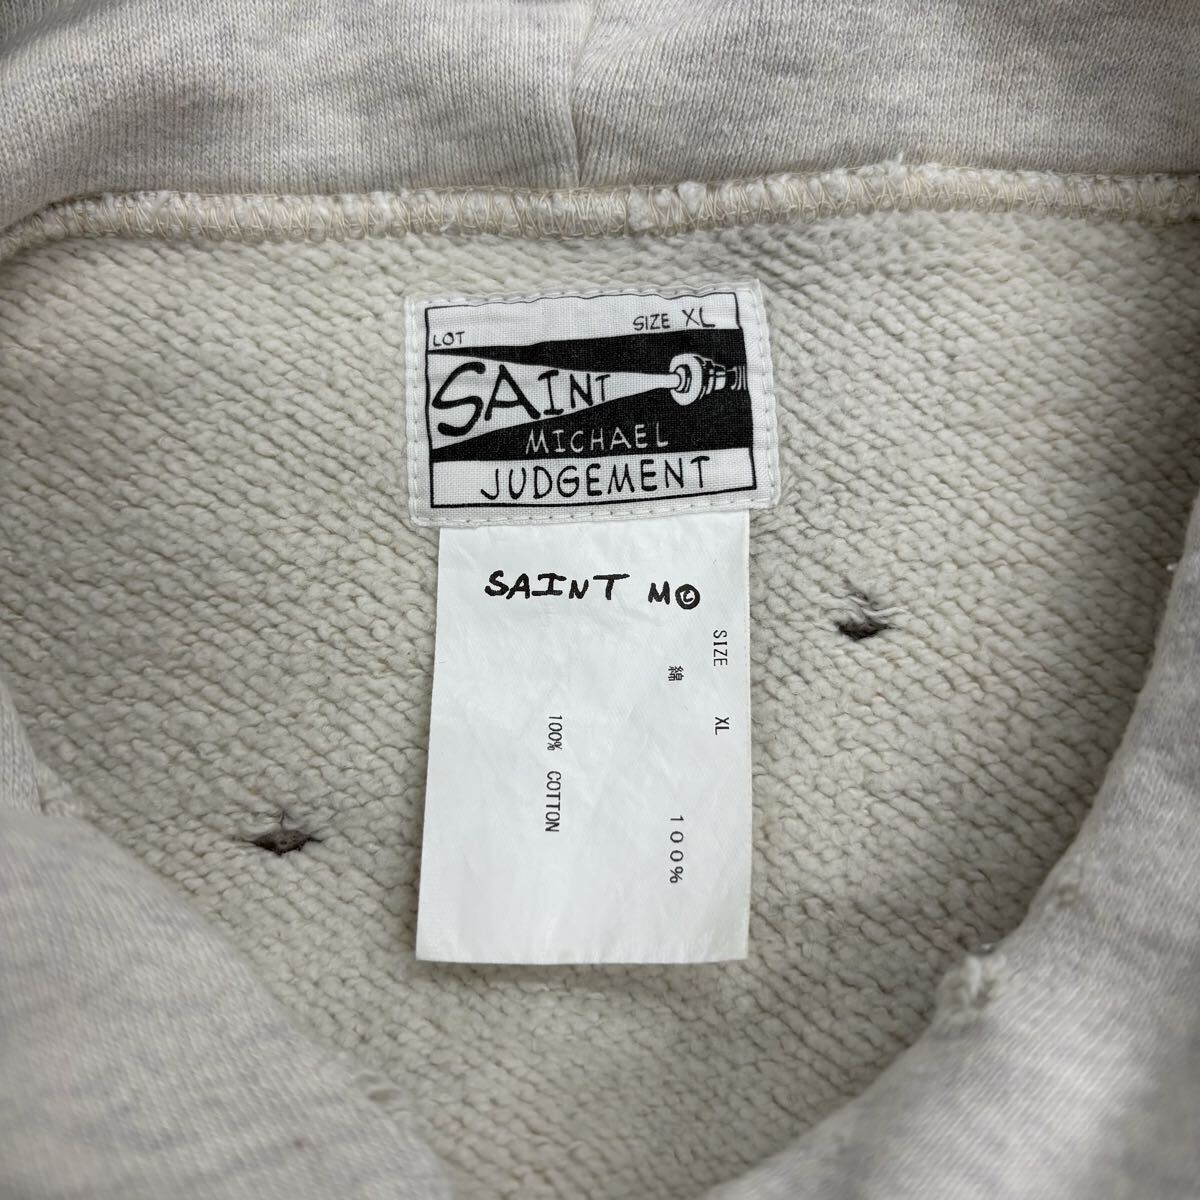 LOT SIZE XL
SAINT
MICHAEL
JUDGEMENT
SAINT M©
SIZE XL
綿 100%
100% COTTON